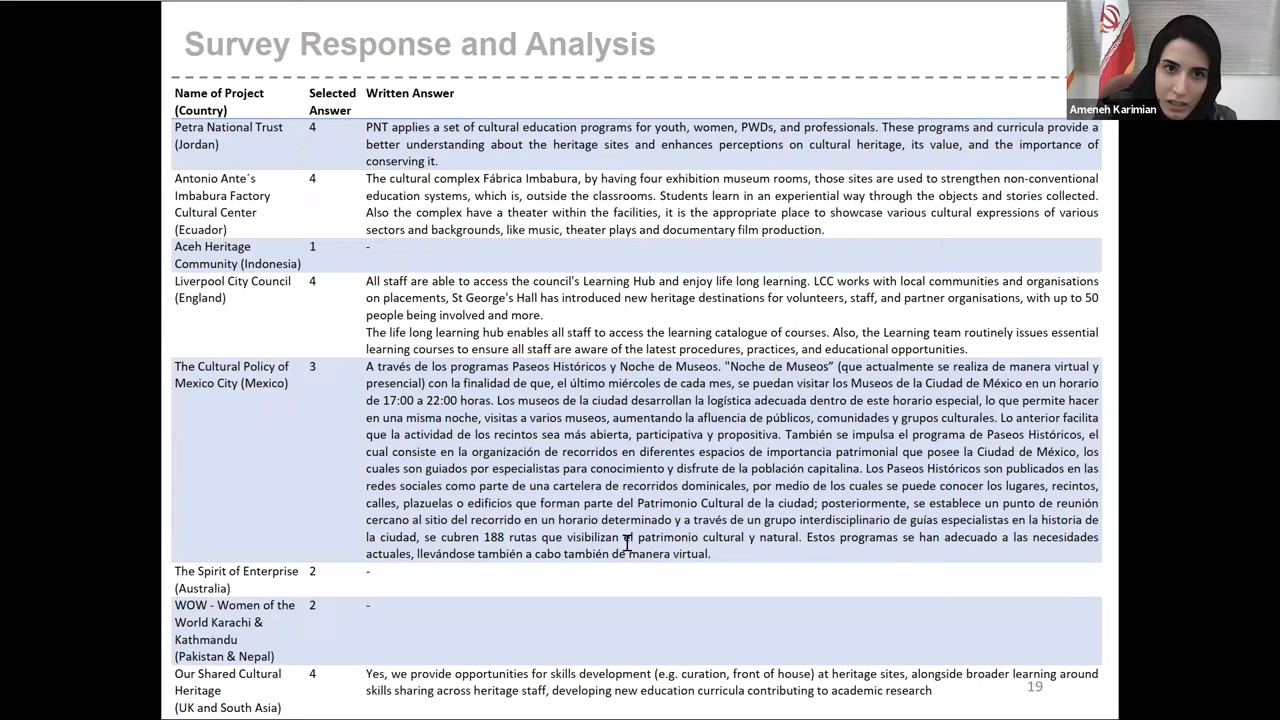 Survey Response and Analysis
Ameneh Karimian
Name of Project
(Country)
Selected
Answer
Written Answer
Petra National Trust
(Jordan)
4
PNT applies a set of cultural education programs for youth, women, PWDs, and professionals. These programs and curricula provide a
better understanding about the heritage sites and enhances perceptions on cultural heritage, its value, and the importance of
conserving it.
Antonio Ante´s
Imbabura Factory
Cultural Center
(Ecuador)
4
The cultural complex Fábrica Imbabura, by having four exhibition museum rooms, those sites are used to strengthen non-conventional
education systems, which is, outside the classrooms. Students learn in an experiential way through the objects and stories collected.
Also the complex have a theater within the facilities, it is the appropriate place to showcase various cultural expressions of various
sectors and backgrounds, like music, theater plays and documentary film production.
Aceh Heritage
Community (Indonesia)
1
-
Liverpool City Council
(England)
4
All staff are able to access the council's Learning Hub and enjoy life long learning. LCC works with local communities and organisations
on placements, St George's Hall has introduced new heritage destinations for volunteers, staff, and partner organisations, with up to 50
people being involved and more.
The life long learning hub enables all staff to access the learning catalogue of courses. Also, the Learning team routinely issues essential
learning courses to ensure all staff are aware of the latest procedures, practices, and educational opportunities.
The Cultural Policy of
Mexico City (Mexico)
3
A través de los programas Paseos Históricos y Noche de Museos. "Noche de Museos” (que actualmente se realiza de manera virtual y
presencial) con la finalidad de que, el último miércoles de cada mes, se puedan visitar los Museos de la Ciudad de México en un horario
de 17:00 a 22:00 horas. Los museos de la ciudad desarrollan la logística adecuada dentro de este horario especial, lo que permite hacer
en una misma noche, visitas a varios museos, aumentando la afluencia de públicos, comunidades y grupos culturales. Lo anterior facilita
que la actividad de los recintos sea más abierta, participativa y propositiva. También se impulsa el programa de Paseos Históricos, el
cual consiste en la organización de recorridos en diferentes espacios de importancia patrimonial que posee la Ciudad de México, los
cuales son guiados por especialistas para conocimiento y disfrute de la población capitalina. Los Paseos Históricos son publicados en las
redes sociales como parte de una cartelera de recorridos dominicales, por medio de los cuales se puede conocer los lugares, recintos,
calles, plazuelas o edificios que forman parte del Patrimonio Cultural de la ciudad; posteriormente, se establece un punto de reunión
cercano al sitio del recorrido en un horario determinado y a través de un grupo interdisciplinario de guías especialistas en la historia de
la ciudad, se cubren 188 rutas que visibilizan el patrimonio cultural y natural. Estos programas se han adecuado a las necesidades
actuales, llevándose también a cabo también de manera virtual.
The Spirit of Enterprise
(Australia)
2
-
WOW - Women of the
World Karachi &
Kathmandu
(Pakistan & Nepal)
2
-
Our Shared Cultural
Heritage
(UK and South Asia)
4
Yes, we provide opportunities for skills development (e.g. curation, front of house) at heritage sites, alongside broader learning around
skills sharing across heritage staff, developing new education curricula contributing to academic research
19